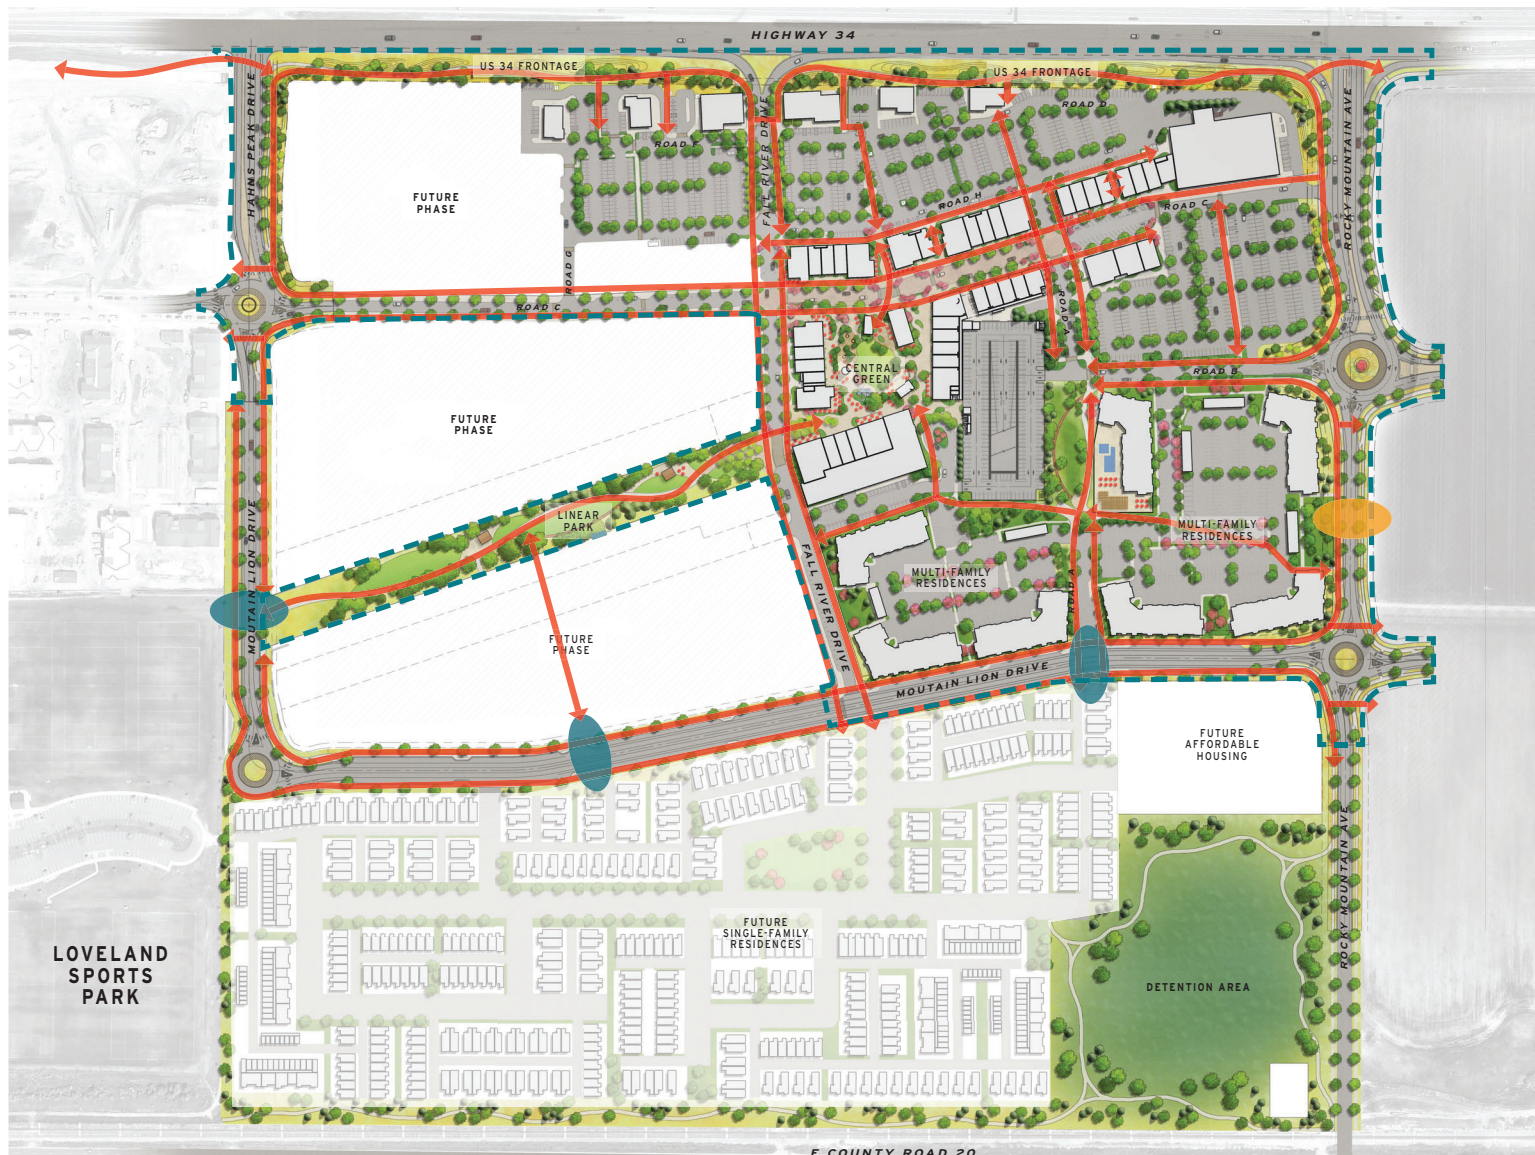 HIGHWAY 34
US 34 FRONTAGE
US 34 FRONTAGE
HAHNS PEAK DRIVE
FALL RIVER DRIVE
ROAD D
ROCKY MOUNTAIN AVE
ROAD F
FUTURE
PHASE
ROAD H
ROAD C
FALL RIVER DRIVE
ROAD G
ROAD C
ROAD A
CENTRAL
GREEN
ROAD B
FUTURE
PHASE
LINEAR
PARK
MULTI-FAMILY
RESIDENCES
MOUTAIN LION DRIVE
FALL RIVER DRIVE
MULTI-FAMILY
RESIDENCES
ROAD A
FUTURE
PHASE
MOUTAIN LION DRIVE
FUTURE
AFFORDABLE
HOUSING
ROCKY MOUNTAIN AVE
FUTURE
SINGLE-FAMILY
RESIDENCES
LOVELAND
SPORTS
PARK
DETENTION AREA
E COUNTY ROAD 20